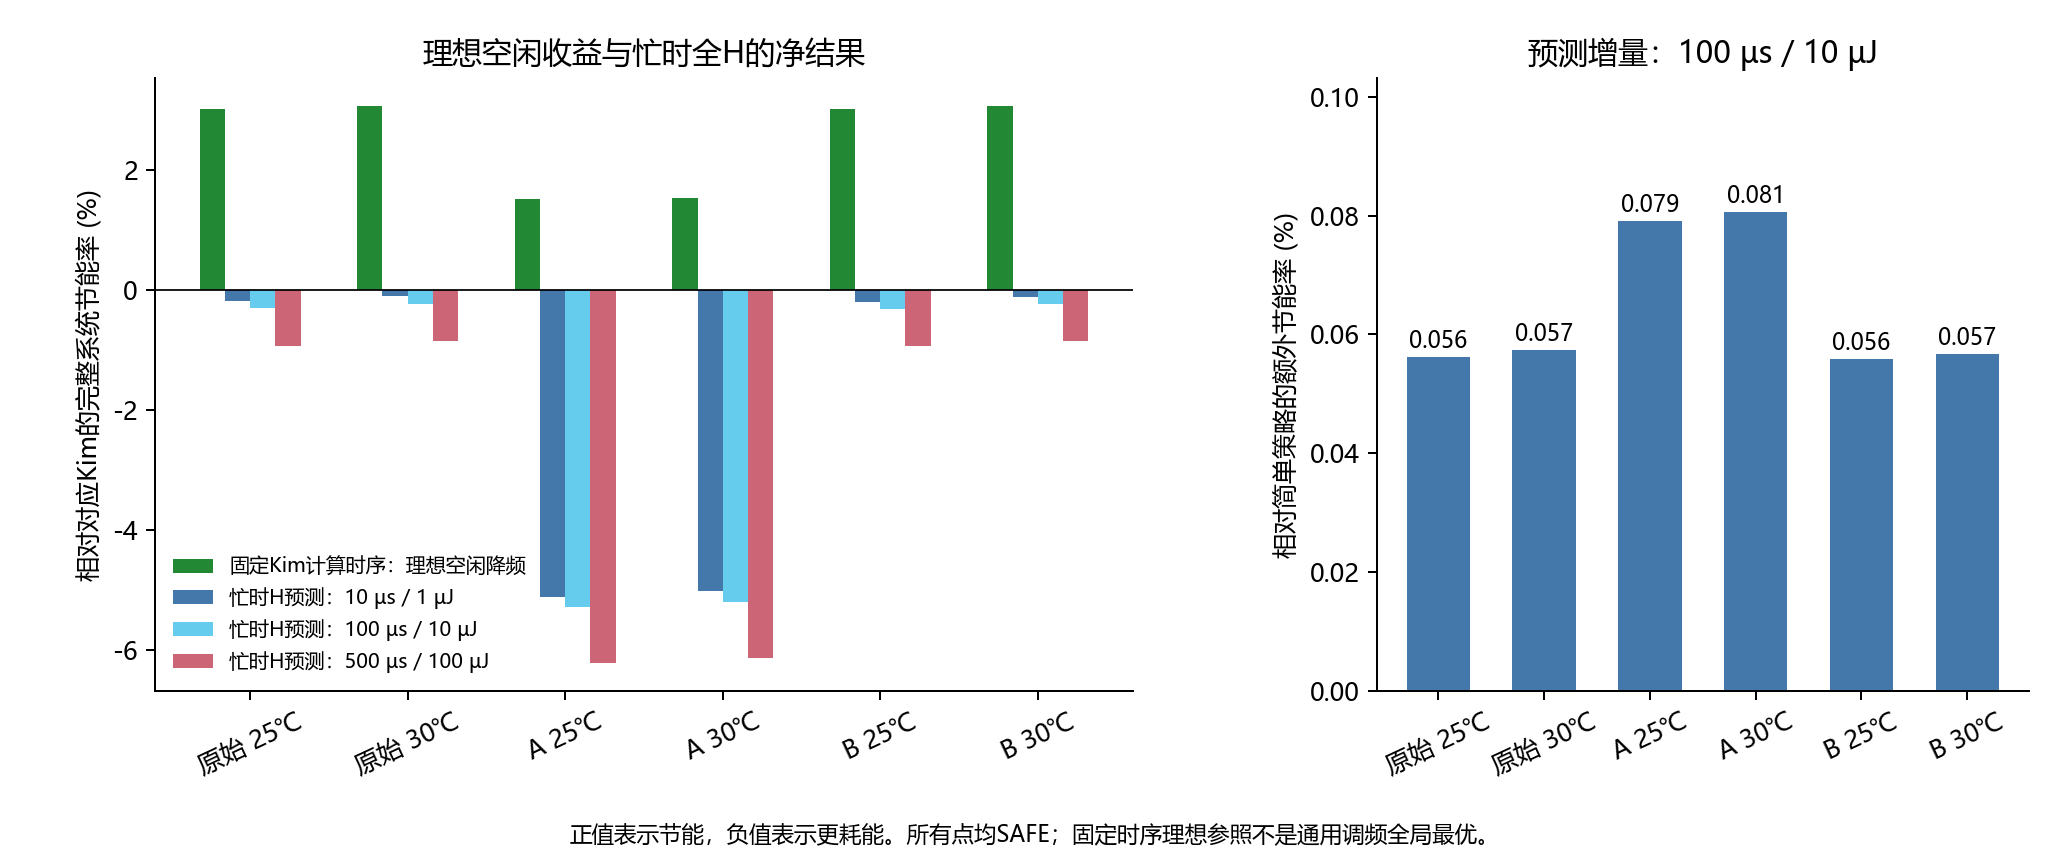 理想空闲收益与忙时全H的净结果
相对对应Kim的完整系统节能率 (%)
2
0
-2
-4
-6
固定Kim计算时序：理想空闲降频
忙时H预测：10 μs / 1 μJ
忙时H预测：100 μs / 10 μJ
忙时H预测：500 μs / 100 μJ
原始 25°C
原始 30°C
A 25°C
A 30°C
B 25°C
B 30°C
预测增量：100 μs / 10 μJ
相对简单策略的额外节能率 (%)
0.10
0.08
0.06
0.04
0.02
0.00
0.056
0.057
0.079
0.081
0.056
0.057
原始 25°C
原始 30°C
A 25°C
A 30°C
B 25°C
B 30°C
正值表示节能，负值表示更耗能。所有点均SAFE；固定时序理想参照不是通用调频全局最优。